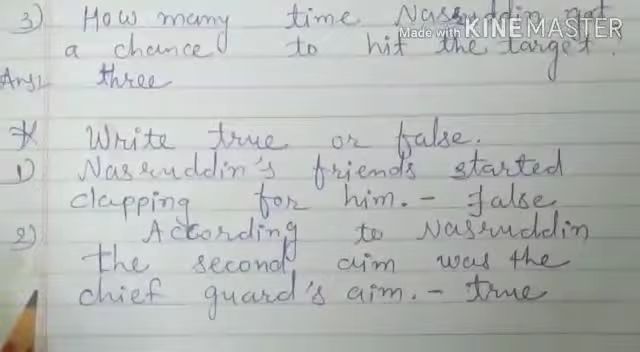 3) How many time Nasruddin got
Made with KINEMASTER
a chance to hit the target.
Ans. three
* Write true or false.
1) Nasruddin's friends started
clapping for him. - false
2) According to Nasruddin
the second aim was the
chief guard's aim. - true